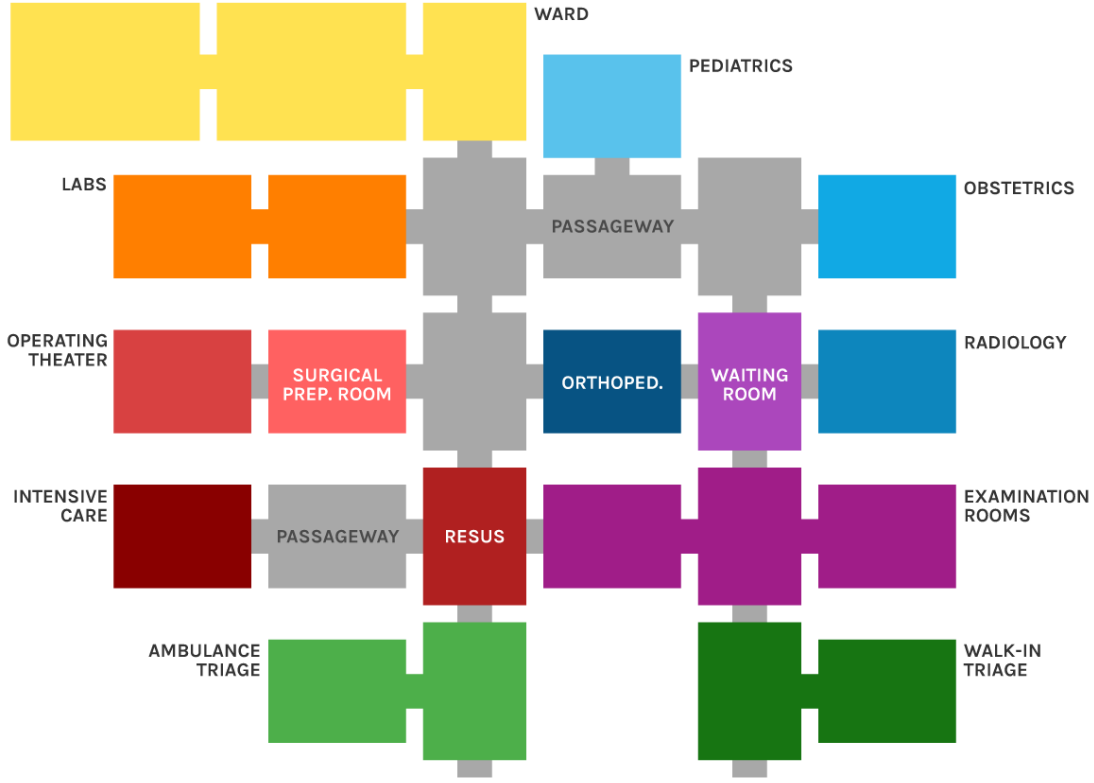 WARD
PEDIATRICS
LABS
OBSTETRICS
PASSAGEWAY
OPERATING
THEATER
SURGICAL
PREP. ROOM
ORTHOPED.
WAITING
ROOM
RADIOLOGY
INTENSIVE
CARE
PASSAGEWAY
RESUS
EXAMINATION
ROOMS
AMBULANCE
TRIAGE
WALK-IN
TRIAGE